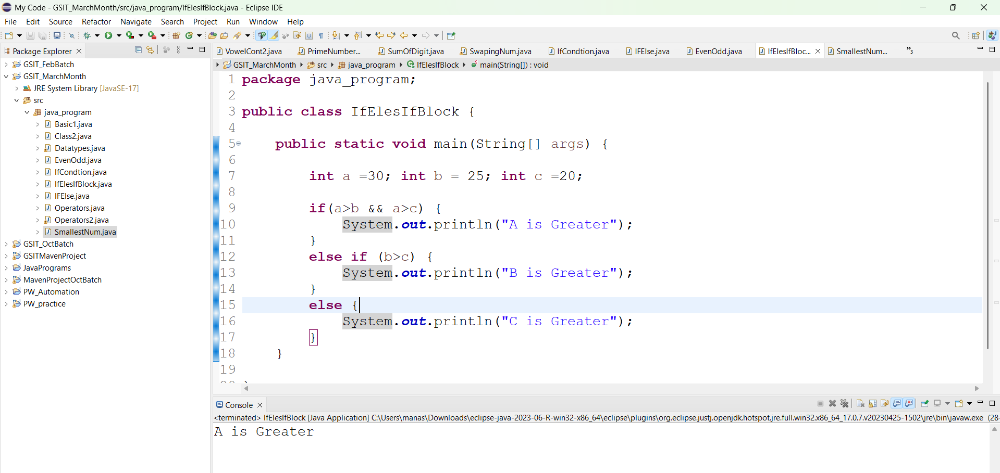 My Code - GSIT_MarchMonth/src/java_program/IfElesIfBlock.java - Eclipse IDE
File Edit Source Refactor Navigate Search Project Run Window Help
Package Explorer
GSIT_FebBatch
GSIT_MarchMonth
JRE System Library [JavaSE-17]
src
java_program
Basic1.java
Class2.java
Datatypes.java
EvenOdd.java
IfCondtion.java
IfElesIfBlock.java
IFElse.java
Operators.java
Operators2.java
SmallestNum.java
GSIT_OctBatch
GSITMavenProject
JavaPrograms
MavenProjectOctBatch
PW_Automation
PW_practice
VowelCont2.java PrimeNumber... SumOfDigit.java SwapingNum.java IfCondtion.java IFElse.java EvenOdd.java IfElesIfBloc... SmallestNum... »3
GSIT_MarchMonth src java_program IfElesIfBlock main(String[]) : void
1 package java_program;
2
3 public class IfElesIfBlock {
4
5 public static void main(String[] args) {
6
7 int a =30; int b = 25; int c =20;
8
9 if(a>b && a>c) {
10 System.out.println("A is Greater");
11 }
12 else if (b>c) {
13 System.out.println("B is Greater");
14 }
15 else {
16 System.out.println("C is Greater");
17 }
18 }
19
Console
<terminated> IfElesIfBlock [Java Application] C:\Users\manas\Downloads\eclipse-java-2023-06-R-win32-x86_64\eclipse\plugins\org.eclipse.justj.openjdk.hotspot.jre.full.win32.x86_64_17.0.7.v20230425-1502\jre\bin\javaw.exe (28-
A is Greater